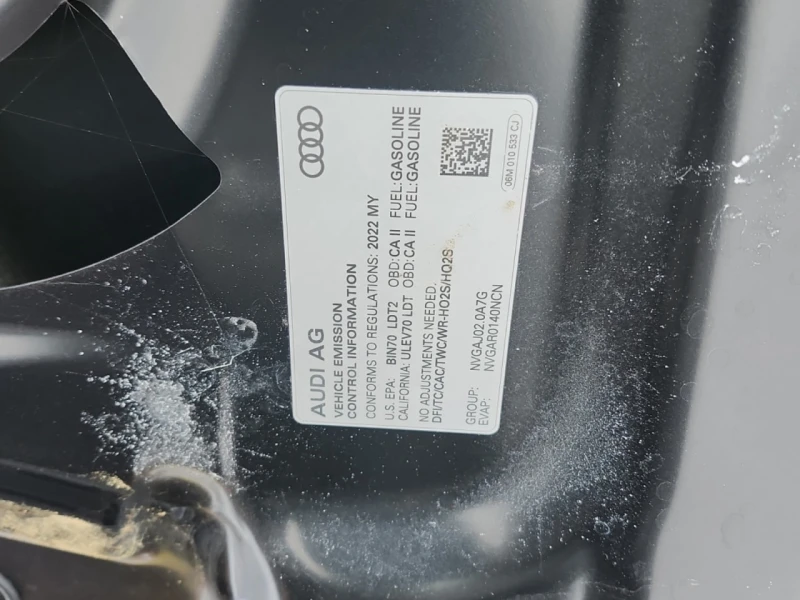 AUDI AG
VEHICLE EMISSION
CONTROL INFORMATION
CONFORMS TO REGULATIONS: 2022 MY
U.S. EPA: BIN70 LDT2 OBD: CA II FUEL: GASOLINE
CALIFORNIA: ULEV70 LDT OBD: CA II FUEL: GASOLINE
NO ADJUSTMENTS NEEDED.
DFI/TC/CAC/TWC/WR-HO2S/HO2S
GROUP: NVGAJ02.0A7G
EVAP: NVGAR0140NCN
06M 010 533 CJ